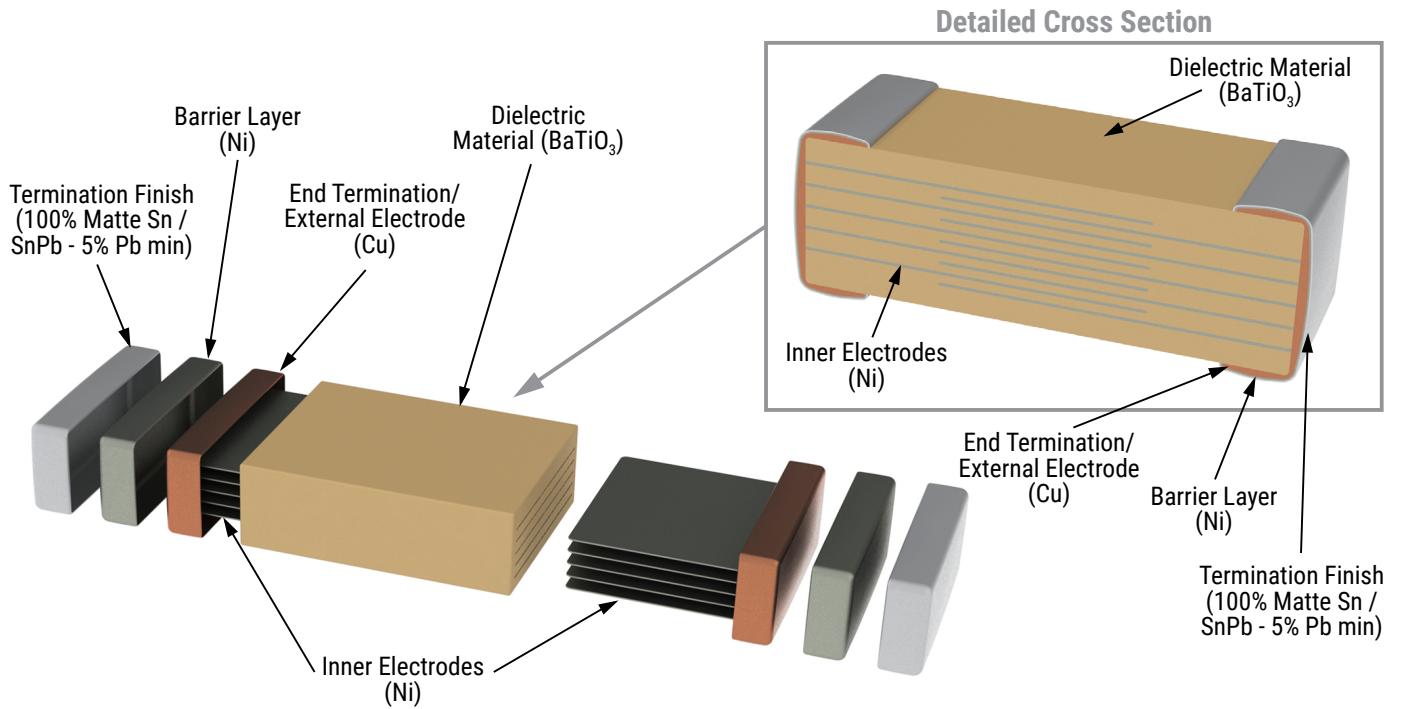 Detailed Cross Section
Dielectric Material
(BaTiO₃)
Inner Electrodes
(Ni)
End Termination/
External Electrode
(Cu)
Barrier Layer
(Ni)
Termination Finish
(100% Matte Sn /
SnPb - 5% Pb min)
Barrier Layer
(Ni)
Dielectric
Material (BaTiO₃)
Termination Finish
(100% Matte Sn /
SnPb - 5% Pb min)
End Termination/
External Electrode
(Cu)
Inner Electrodes
(Ni)